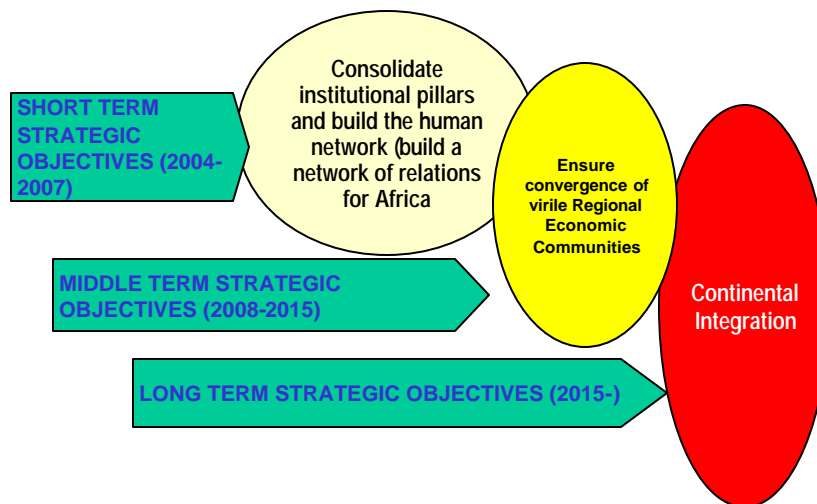 SHORT TERM
STRATEGIC
OBJECTIVES (2004-
2007)
Consolidate
institutional pillars
and build the human
network (build a
network of relations
for Africa
Ensure
convergence of
virile Regional
Economic
Communities
MIDDLE TERM STRATEGIC
OBJECTIVES (2008-2015)
Continental
Integration
LONG TERM STRATEGIC OBJECTIVES (2015-)